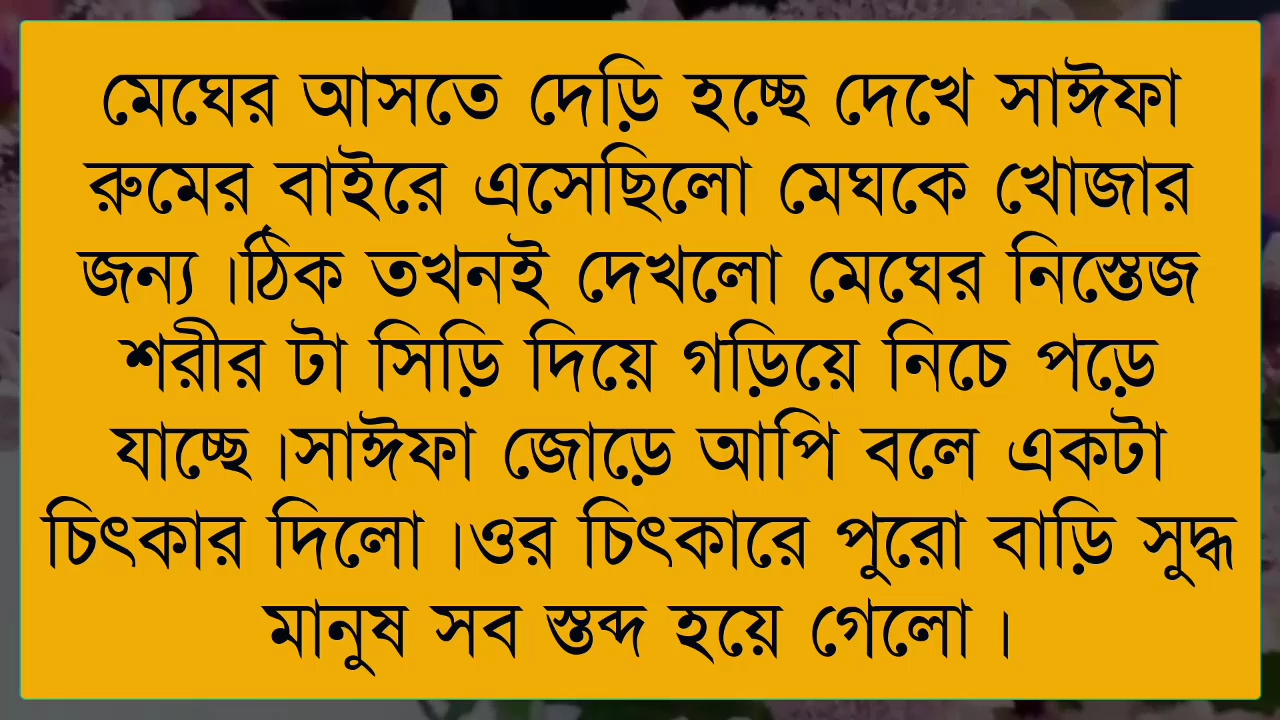 মেঘের আসতে দেড়ি হচ্ছে দেখে সাঈফা
রুমের বাইরে এসেছিলো মেঘকে খোজার
জন্য।ঠিক তখনই দেখলো মেঘের নিস্তেজ
শরীর টা সিড়ি দিয়ে গড়িয়ে নিচে পড়ে
যাচ্ছে।সাঈফা জোড়ে আপি বলে একটা
চিৎকার দিলো।ওর চিৎকারে পুরো বাড়ি সুদ্ধ
মানুষ সব স্তব্দ হয়ে গেলো।